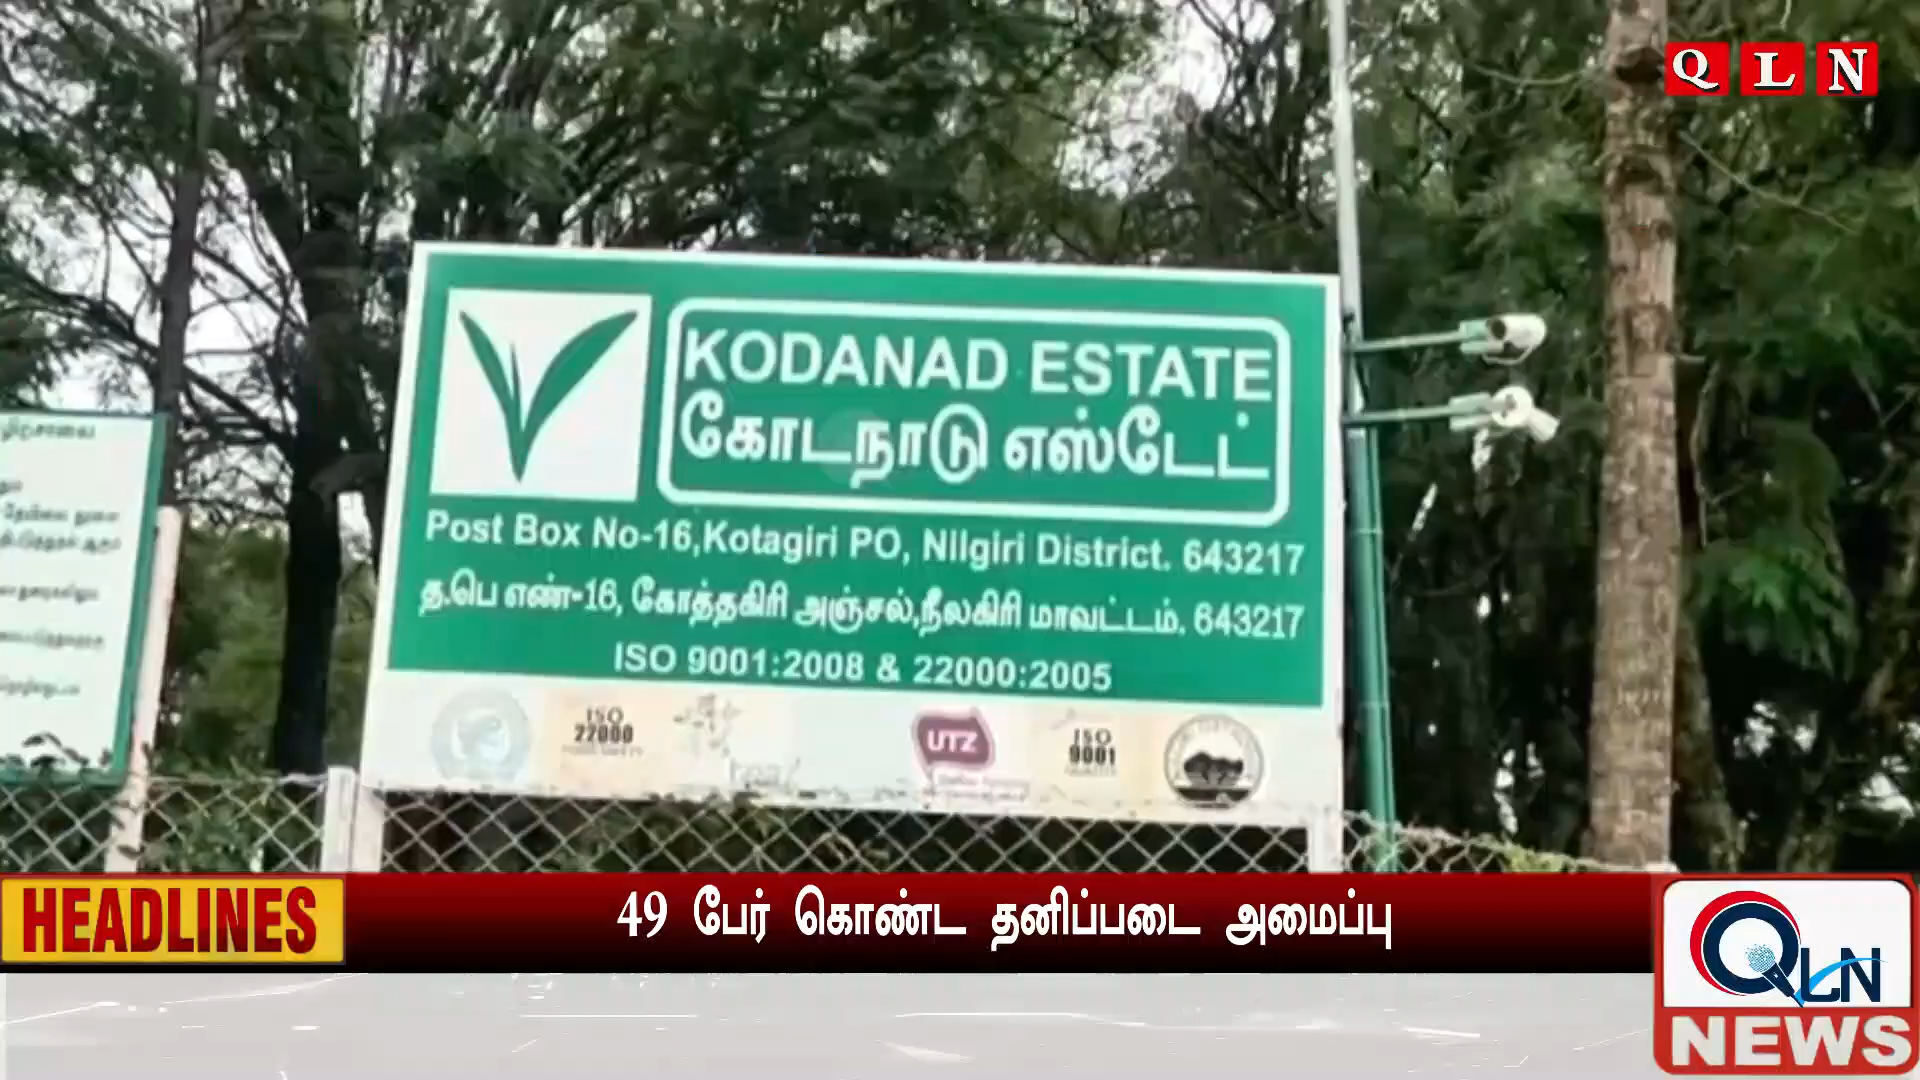 Q L N
KODANAD ESTATE
கோடநாடு எஸ்டேட்
Post Box No-16,Kotagiri PO, Nilgiri District. 643217
த.பெ எண்-16, கோத்தகிரி அஞ்சல்,நீலகிரி மாவட்டம். 643217
ISO 9001:2008 & 22000:2005
ISO
22000
UTZ
ISO
9001
HEADLINES
49 பேர் கொண்ட தனிப்படை அமைப்பு
QLN
NEWS